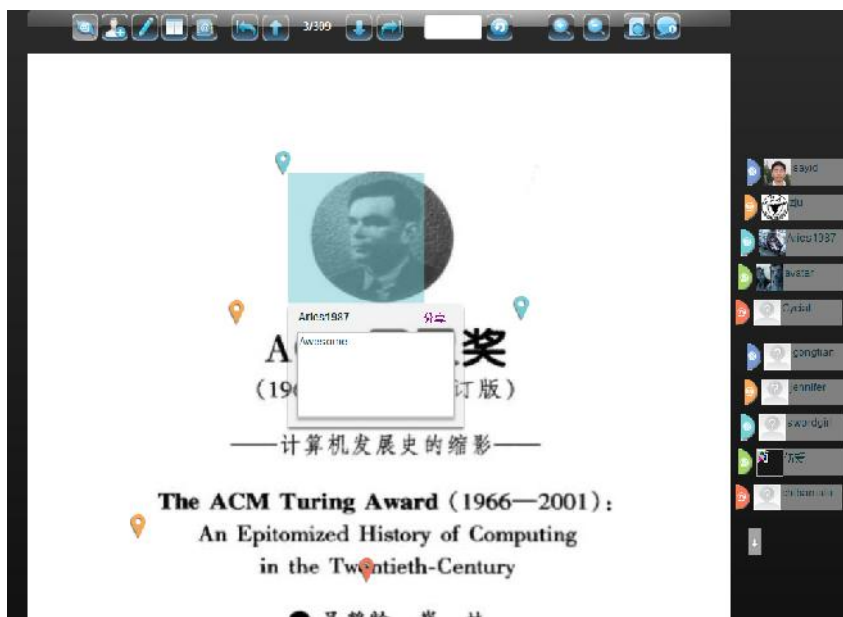 3/309
sayid
zju
Aries1987
avatar
Aries1987 分享
Awesome
A 奖
(19 订版)
——计算机发展史的缩影——
The ACM Turing Award (1966—2001):
An Epitomized History of Computing
in the Twentieth-Century
gongtian
jennifer
swordgirl